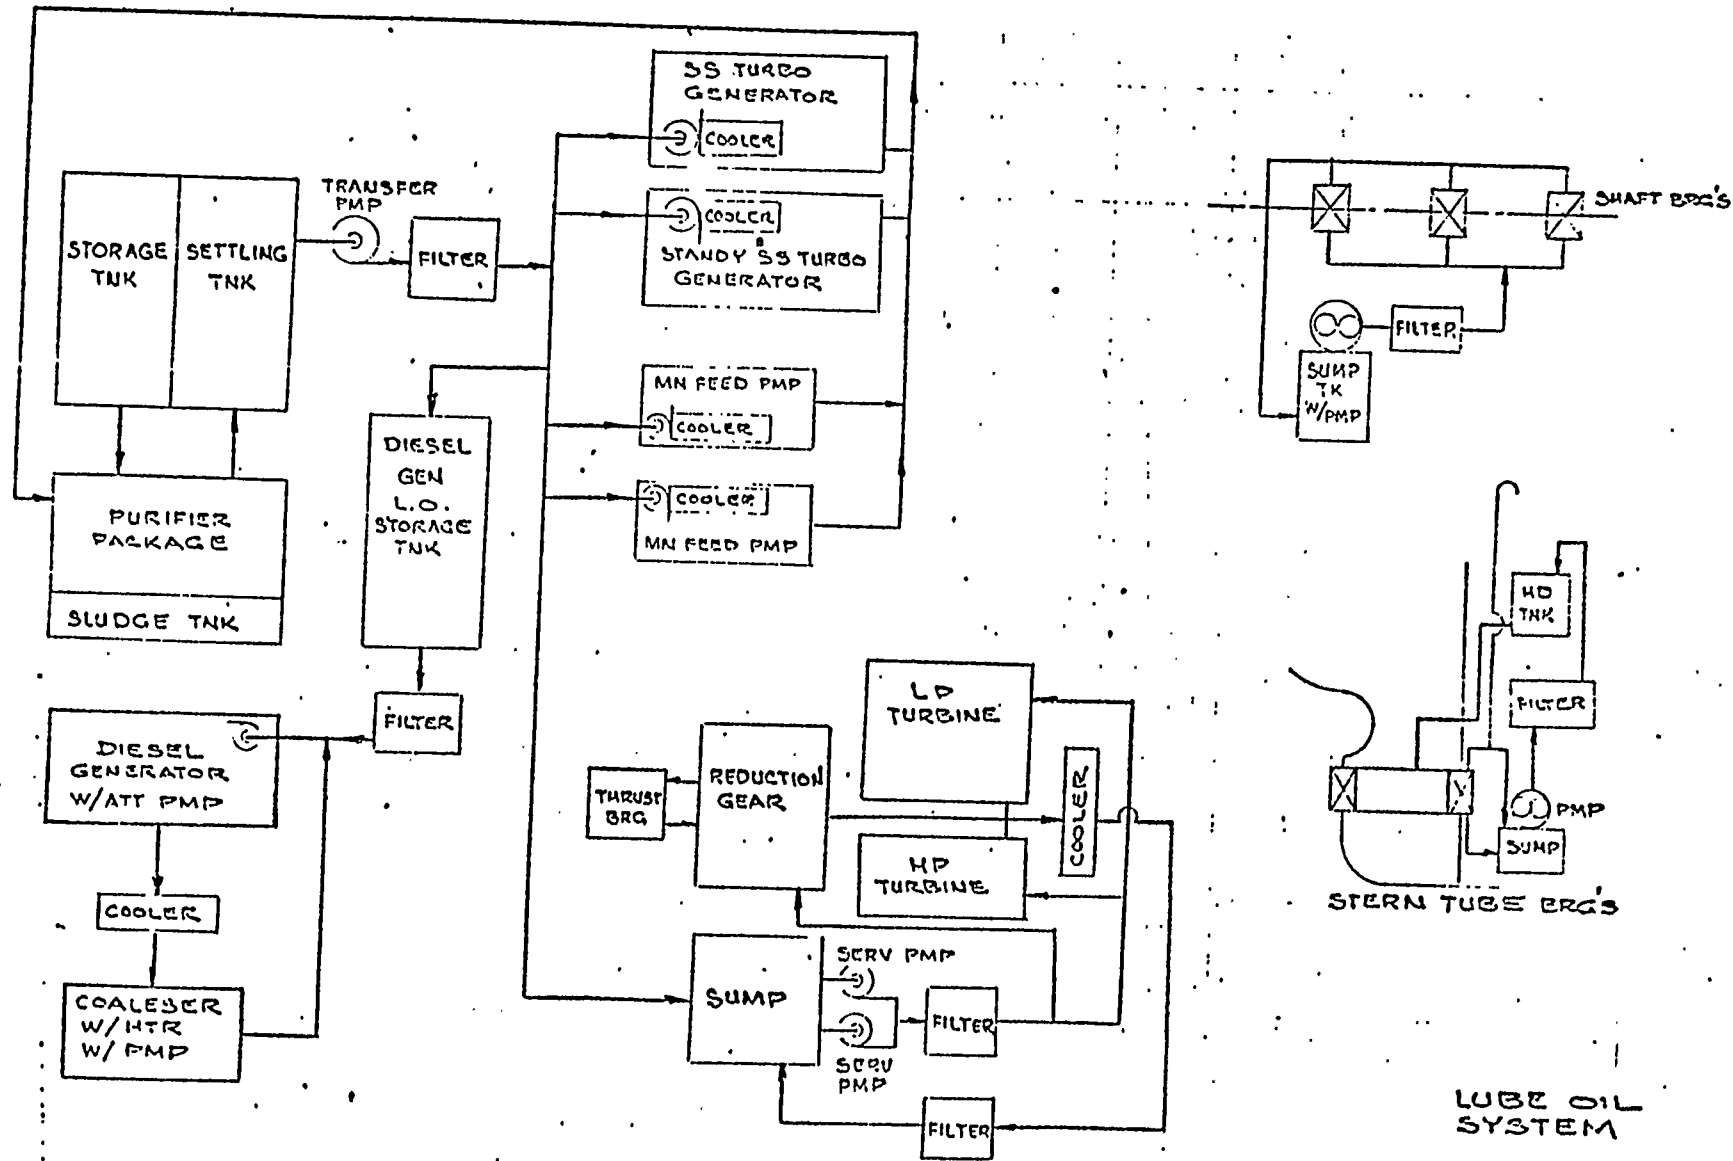 SS TURBO
GENERATOR
COOLER
COOLER
STANDY SS TURBO
GENERATOR
TRANSFER
PMP
STORAGE
TNK
SETTLING
TNK
FILTER
MN FEED PMP
COOLER
COOLER
MN FEED PMP
DIESEL
GEN
L.O.
STORAGE
TNK
PURIFIER
PACKAGE
SLUDGE TNK
FILTER
DIESEL
GENERATOR
W/ATT PMP
COOLER
COALESER
W/HTR
W/ PMP
LP
TURBINE
REDUCTION
GEAR
THRUST
BRG
COOLER
HP
TURBINE
SUMP
SERV PMP
SERV
PMP
FILTER
FILTER
SHAFT BRG'S
FILTER
SUMP
TK
W/PMP
HD
TNK
FILTER
PMP
SUMP
STERN TUBE BRG'S
LUBE OIL
SYSTEM